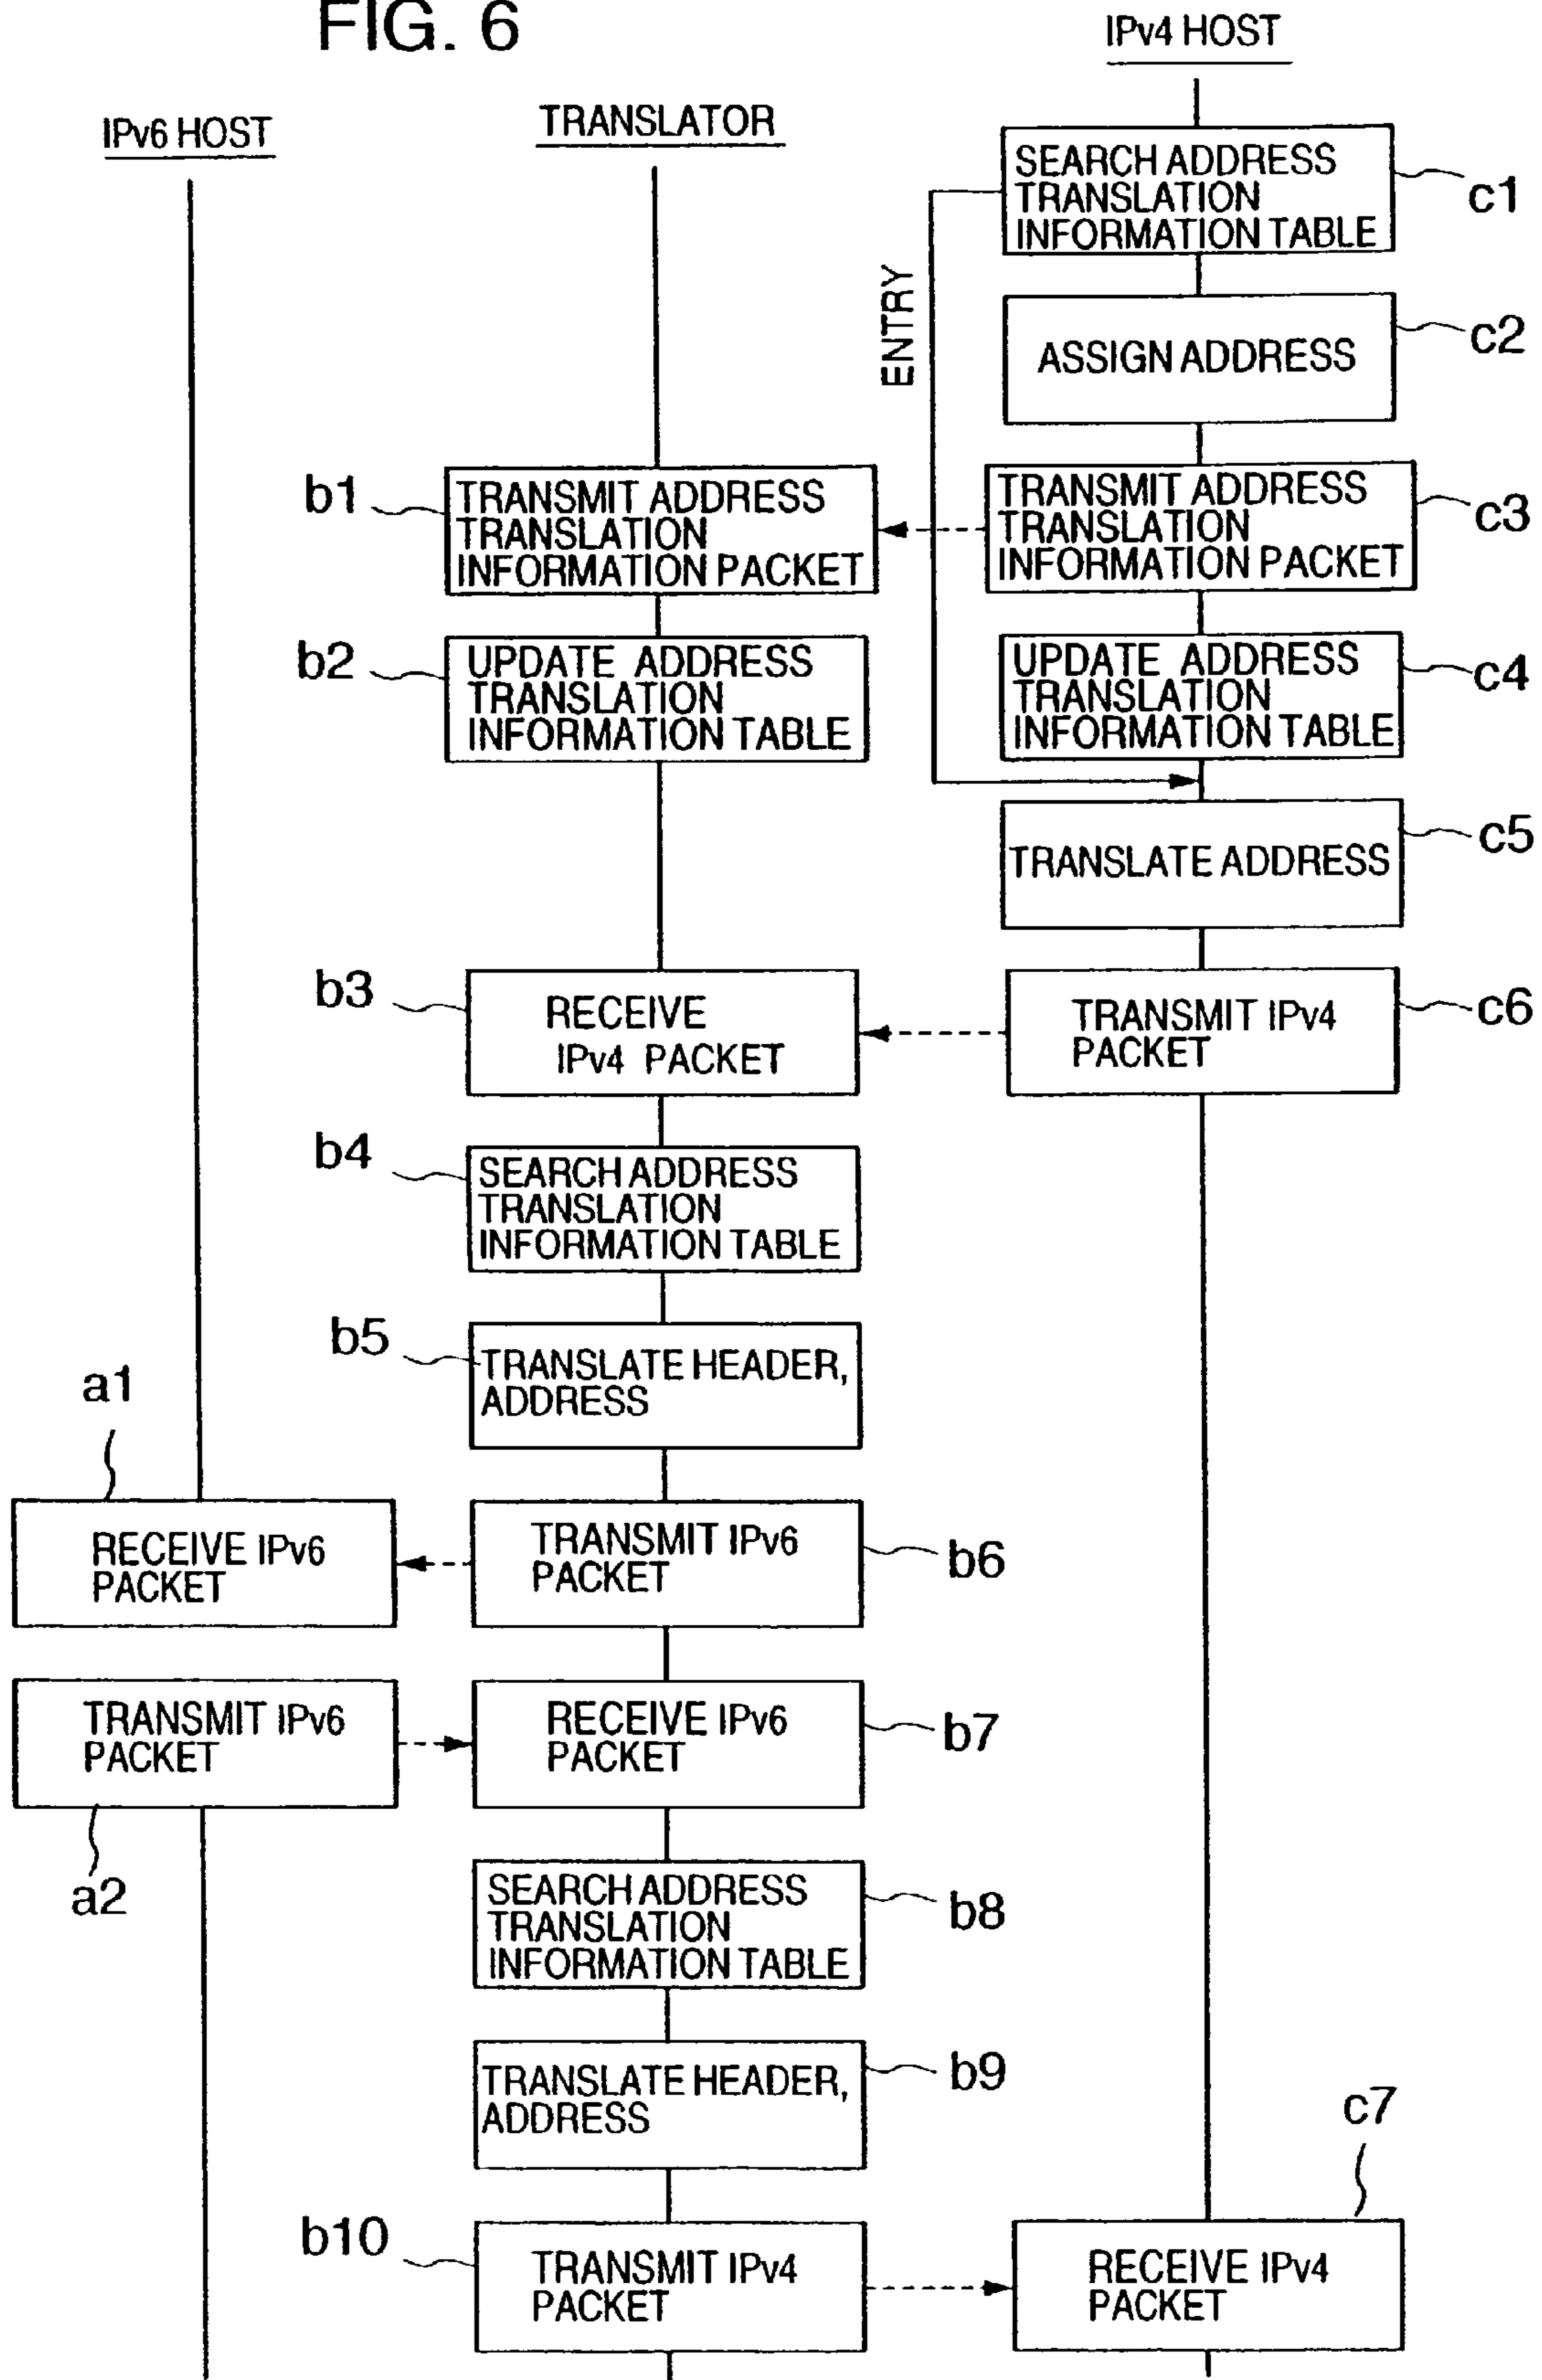 FIG. 6
IPv4 HOST
IPv6 HOST
TRANSLATOR
SEARCH ADDRESS
TRANSLATION
INFORMATION TABLE
c1
ENTRY
ASSIGN ADDRESS
c2
b1
TRANSMIT ADDRESS
TRANSLATION
INFORMATION PACKET
TRANSMIT ADDRESS
TRANSLATION
INFORMATION PACKET
c3
b2
UPDATE ADDRESS
TRANSLATION
INFORMATION TABLE
UPDATE ADDRESS
TRANSLATION
INFORMATION TABLE
c4
TRANSLATE ADDRESS
c5
b3
RECEIVE
IPv4 PACKET
TRANSMIT IPv4
PACKET
c6
b4
SEARCH ADDRESS
TRANSLATION
INFORMATION TABLE
b5
TRANSLATE HEADER,
ADDRESS
a1
RECEIVE IPv6
PACKET
TRANSMIT IPv6
PACKET
b6
TRANSMIT IPv6
PACKET
RECEIVE IPv6
PACKET
b7
a2
SEARCH ADDRESS
TRANSLATION
INFORMATION TABLE
b8
TRANSLATE HEADER,
ADDRESS
b9
c7
b10
TRANSMIT IPv4
PACKET
RECEIVE IPv4
PACKET